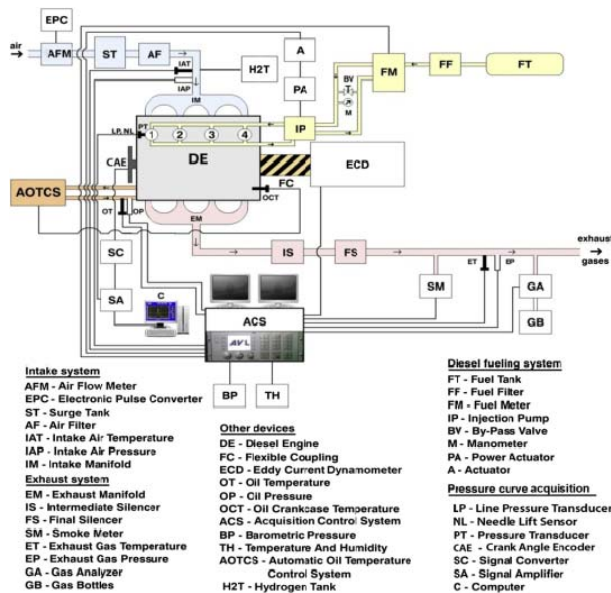 EPC
air
AFM
ST
AF
IAT
IAP
H2T
A
PA
FM
FF
FT
BV
T
M
IM
LP, NL
PT
1
2
3
4
IP
DE
CAE
ECD
FC
OCT
AOTCS
OT
OP
EM
SC
SA
C
IS
FS
exhaust
gases
ET
EP
SM
GA
GB
ACS
AVL
BP
TH
Intake system
AFM - Air Flow Meter
EPC - Electronic Pulse Converter
ST - Surge Tank
AF - Air Filter
IAT - Intake Air Temperature
IAP - Intake Air Pressure
IM - Intake Manifold
Exhaust system
EM - Exhaust Manifold
IS - Intermediate Silencer
FS - Final Silencer
SM - Smoke Meter
ET - Exhaust Gas Temperature
EP - Exhaust Gas Pressure
GA - Gas Analyzer
GB - Gas Bottles
Other devices
DE - Diesel Engine
FC - Flexible Coupling
ECD - Eddy Current Dynamometer
OT - Oil Temperature
OP - Oil Pressure
OCT - Oil Crankcase Temperature
ACS - Acquisition Control System
BP - Barometric Pressure
TH - Temperature And Humidity
AOTCS - Automatic Oil Temperature
Control System
H2T - Hydrogen Tank
Diesel fueling system
FT - Fuel Tank
FF - Fuel Filter
FM - Fuel Meter
IP - Injection Pump
BV - By-Pass Valve
M - Manometer
PA - Power Actuator
A - Actuator
Pressure curve acquisition
LP - Line Pressure Transducer
NL - Needle Lift Sensor
PT - Pressure Transducer
CAE - Crank Angle Encoder
SC - Signal Converter
SA - Signal Amplifier
C - Computer